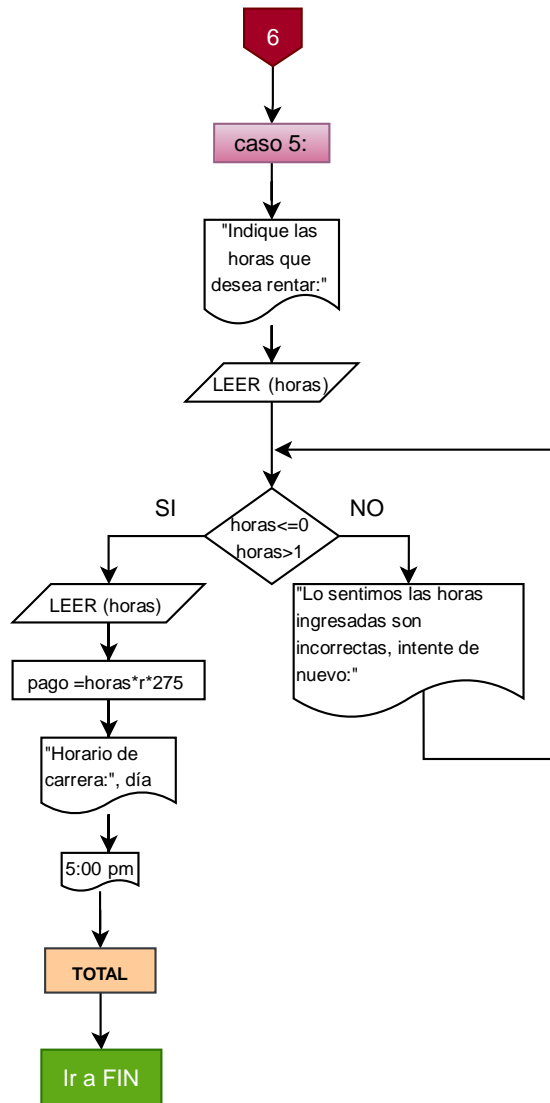 6
caso 5:
"Indique las
horas que
desea rentar:"
LEER (horas)
SI
NO
horas<=0
horas>1
LEER (horas)
"Lo sentimos las horas
ingresadas son
incorrectas, intente de
nuevo:"
pago =horas*r*275
"Horario de
carrera:", día
5:00 pm
TOTAL
Ir a FIN